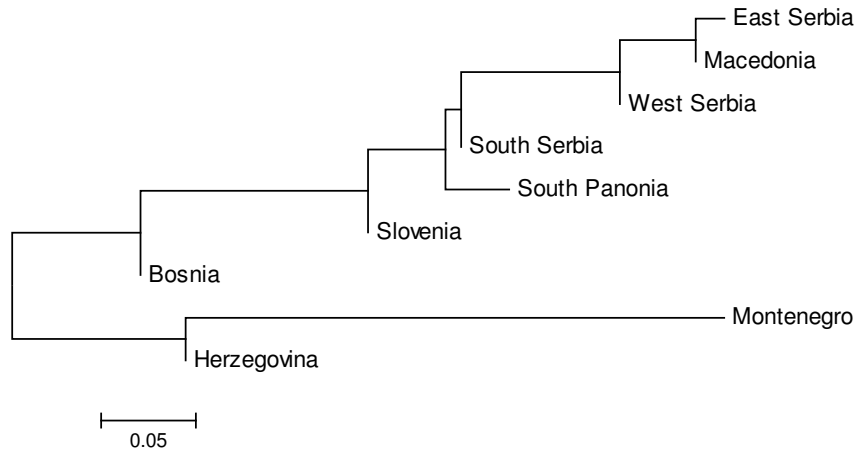 East Serbia
Macedonia
West Serbia
South Serbia
South Panonia
Slovenia
Bosnia
Montenegro
Herzegovina
0.05